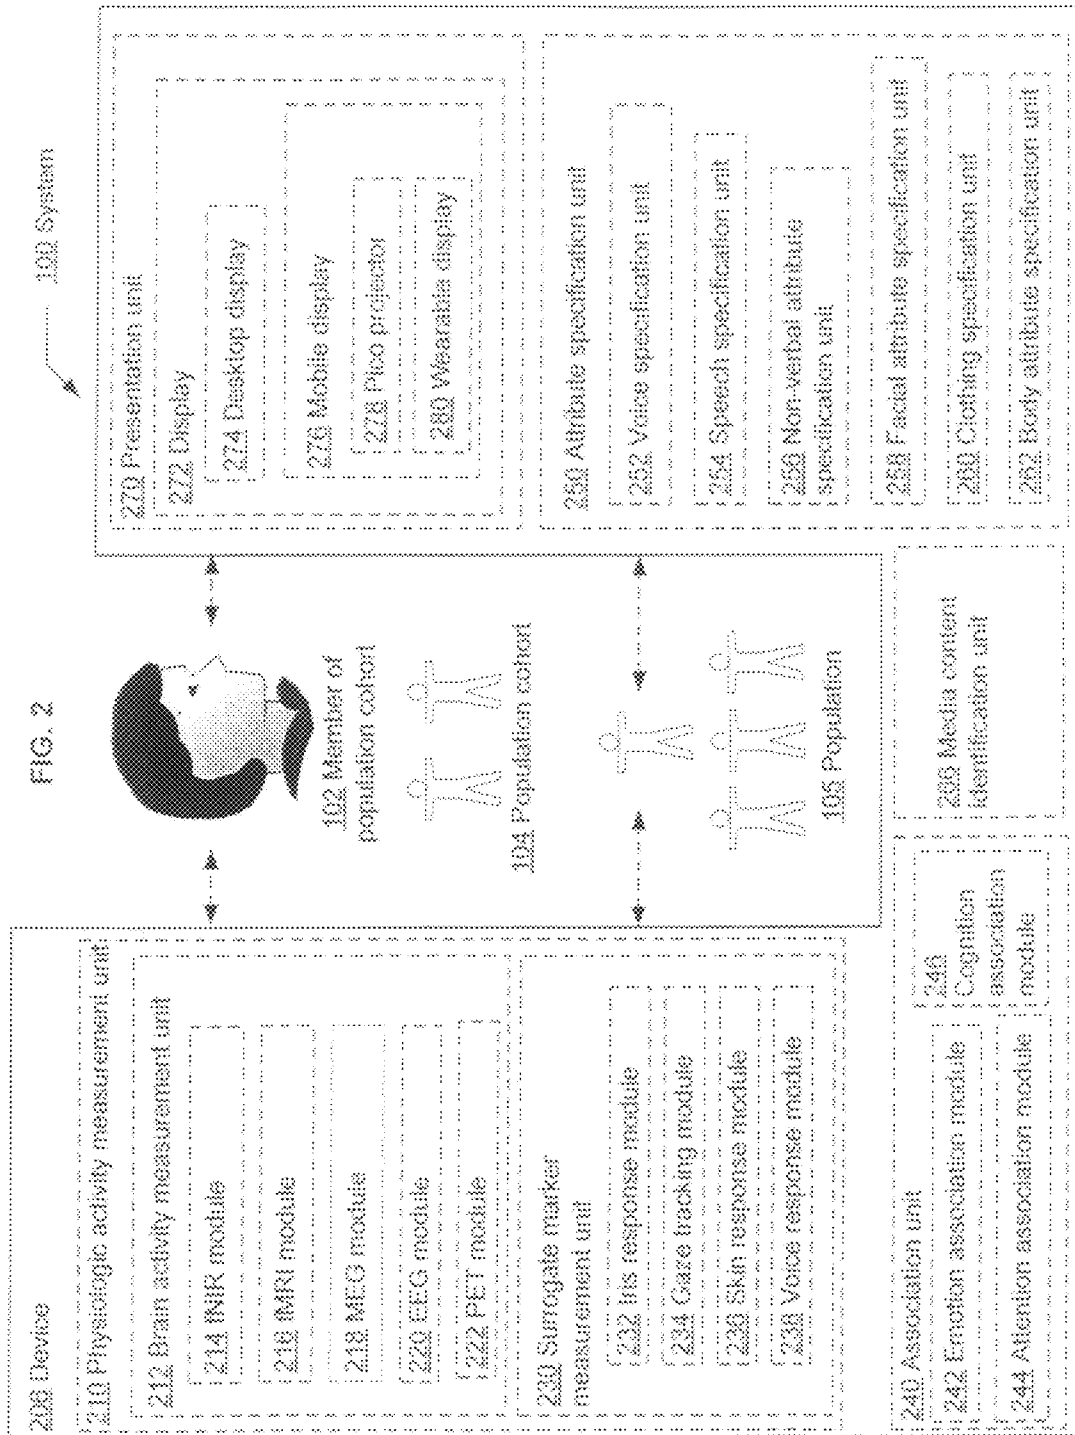 FIG. 2
100 System
208 Device
210 Physiologic activity measurement unit
212 Brain activity measurement unit
214 fNIR module
216 fMRI module
218 MEG module
220 EEG module
222 PET module
230 Surrogate marker
measurement unit
232 Iris response module
234 Gaze tracking module
236 Skin response module
238 Voice response module
240 Association unit
242 Emotion association module
244 Attention association module
246
Cognition
association
module
102 Member of
population cohort
104 Population cohort
105 Population
206 Media content
identification unit
270 Presentation unit
272 Display
274 Desktop display
276 Mobile display
278 Pico projector
280 Wearable display
250 Attribute specification unit
252 Voice specification unit
254 Speech specification unit
256 Non-verbal attribute
specification unit
258 Facial attribute specification unit
260 Clothing specification unit
262 Body attribute specification unit